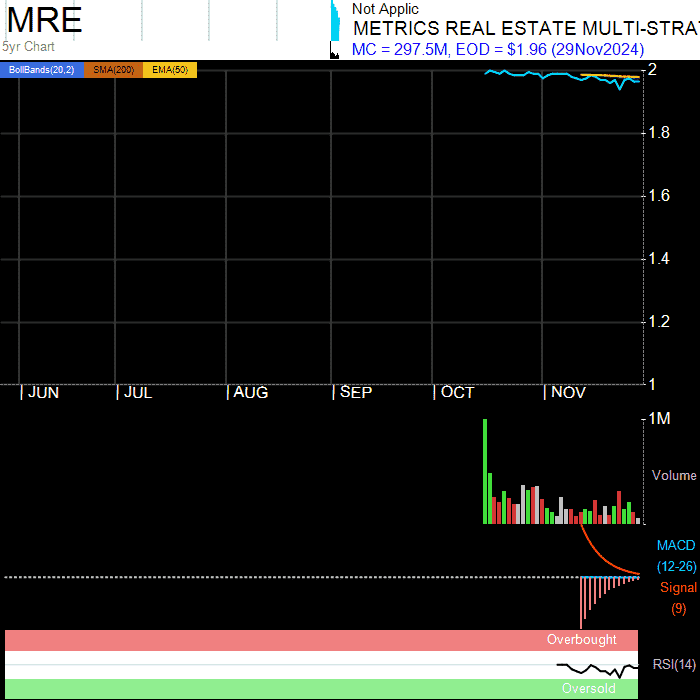 MRE
5yr Chart
Not Applic
METRICS REAL ESTATE MULTI-STRA
MC = 297.5M, EOD = $1.96 (29Nov2024)
BollBands(20,2) SMA(200) EMA(50)
2
1.8
1.6
1.4
1.2
1
JUN JUL AUG SEP OCT NOV
1M
Volume
MACD
(12-26)
Signal
(9)
Overbought
RSI(14)
Oversold